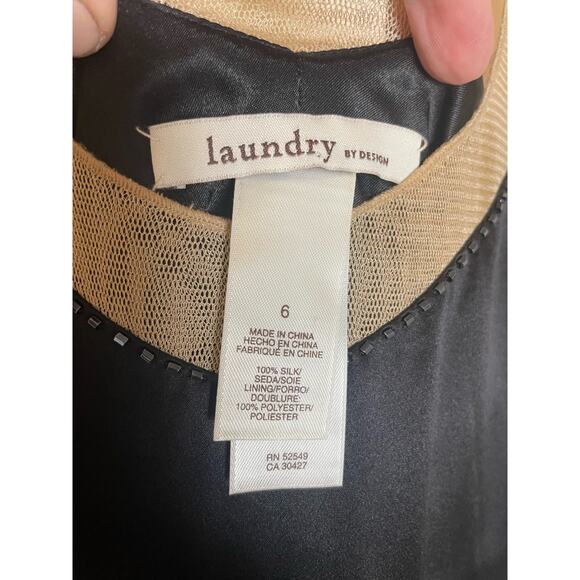 laundry BY DESIGN
6
MADE IN CHINA
HECHO EN CHINA
FABRIQUÉ EN CHINE
100% SILK/
SEDA/SOIE
LINING/FORRO/
DOUBLURE:
100% POLYESTER/
POLIESTER
RN 52549
CA 30427